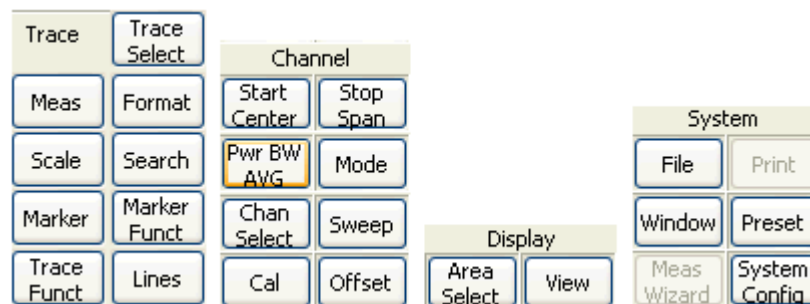 Trace
Trace
Select
Meas
Format
Scale
Search
Marker
Marker
Funct
Trace
Funct
Lines
Channel
Start
Center
Stop
Span
Pwr BW
AVG
Mode
Chan
Select
Sweep
Cal
Offset
Display
Area
Select
View
System
File
Print
Window
Preset
Meas
Wizard
System
Config